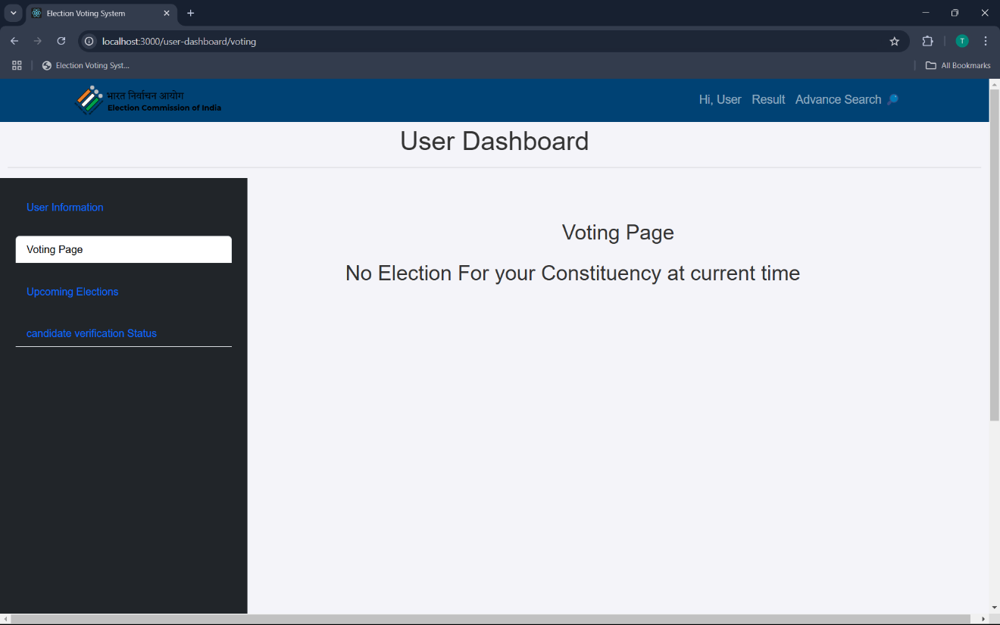 Election Voting System
localhost:3000/user-dashboard/voting
T
Election Voting Syst...
All Bookmarks
भारत निर्वाचन आयोग
Election Commission of India
Hi, User Result Advance Search
User Dashboard
User Information
Voting Page
Upcoming Elections
candidate verification Status
Voting Page
No Election For your Constituency at current time